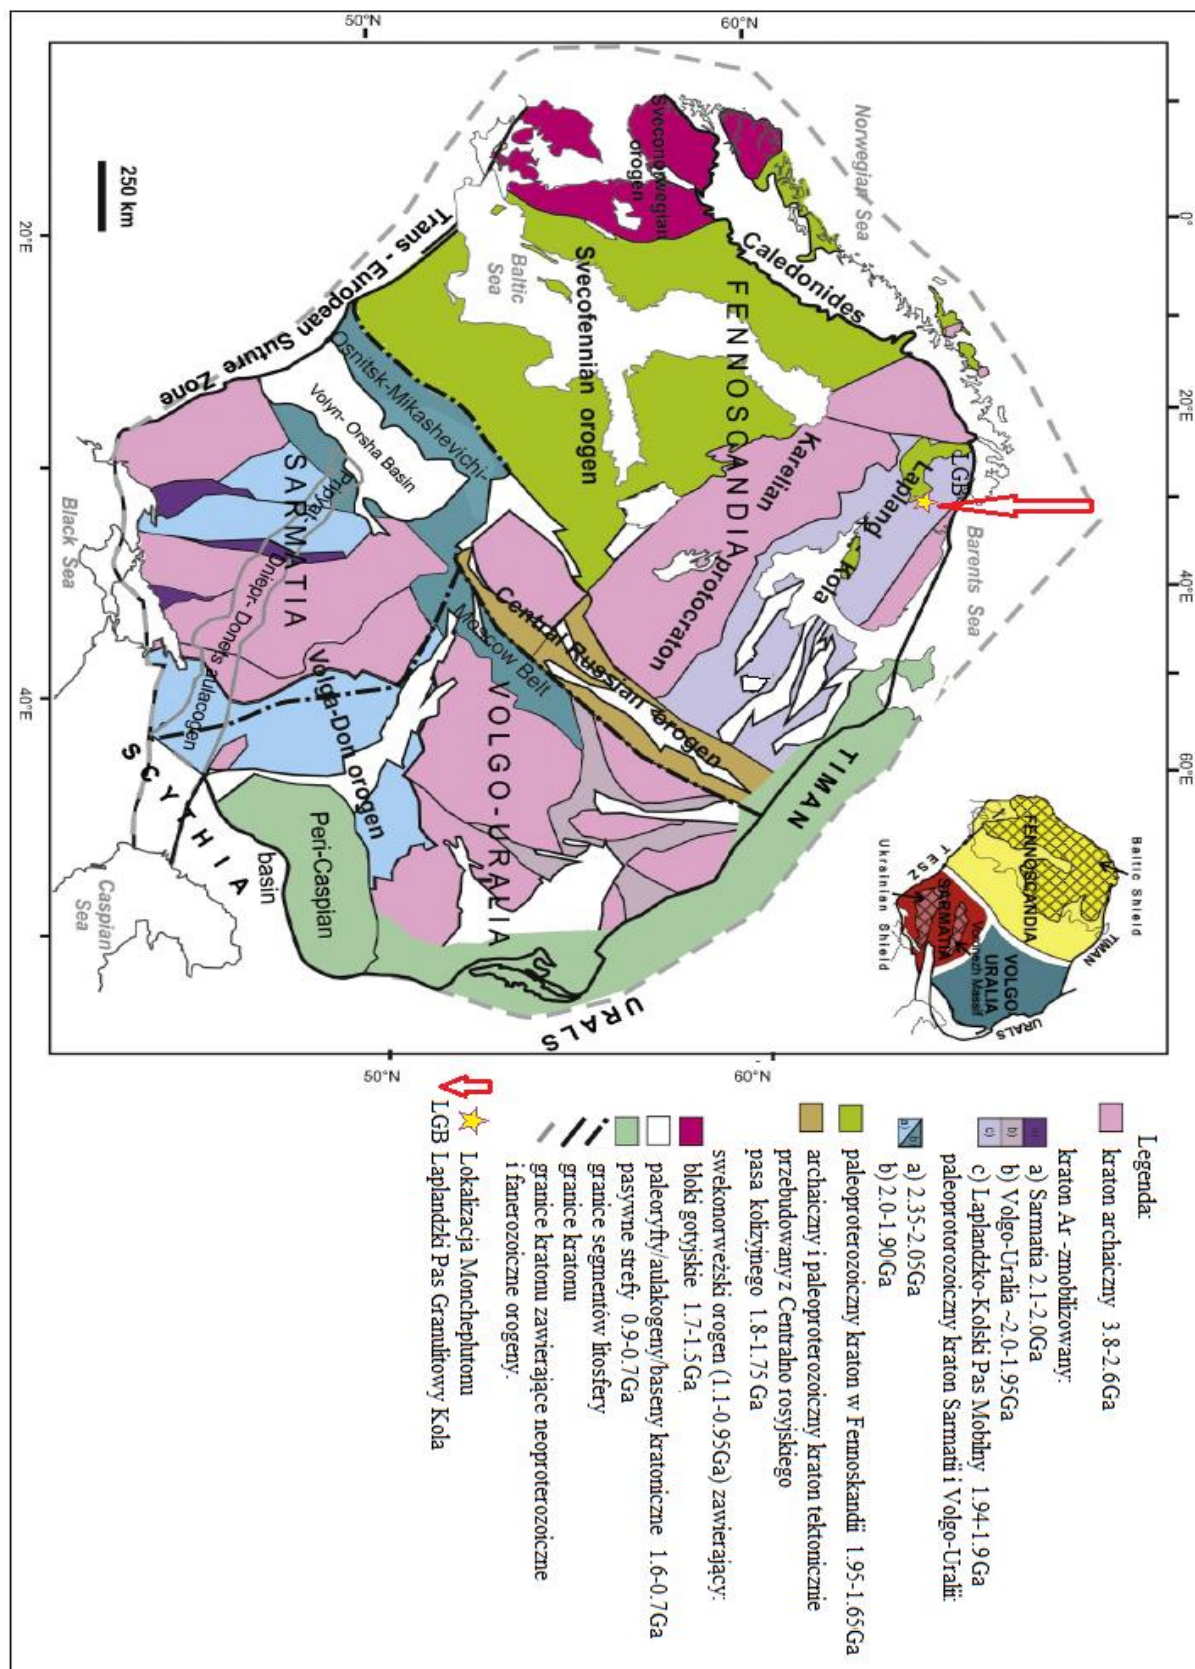 50°N
60°N
Norwegian Sea
0°
Sveconorwegian
orogen
Caledonides
250 km
20°E
Trans - European Suture Zone
Baltic
Sea
Svecofennian orogen
FENNOSCANDIA
20°E
LGB
Lapland
Kola
Barents Sea
Karelian
protocraton
Osnitsk-Mikashevichi-
Volyn- Orsha Basin
Moscow Belt
Central Russian orogen
40°E
SARMATIA
Pripyat-
Dniepr- Donets aulacogen
Black Sea
Volga-Don orogen
VOLGO-URALIA
TIMAN
60°E
40°E
SCYTHIA
Peri-Caspian
basin
Caspian
Sea
URALS
50°N
60°N
Baltic Shield
FENNOSCANDIA
TIMAN
TESZ
SARMATIA
Voronezh Massif
VOLGO
URALIA
Ukrainian Shield
URALS
Legenda:
kraton archaiczny 3.8-2.6Ga
kraton Ar -zmobilizowany:
a) Sarmatia 2.1-2.0Ga
b) Volgo-Uralia ~2.0-1.95Ga
c) Laplandzko-Kolski Pas Mobilny 1.94-1.9Ga
b)
c)
paleoprotorozoiczny kraton Sarmatii i Volgo-Uralii:
a) 2.35-2.05Ga
b) 2.0-1.90Ga
a)
b)
paleoproterozoiczny kraton w Fennoskandii 1.95-1.65Ga
archaiczny i paleoproterozoiczny kraton tektonicznie
przebudowany z Centralno rosyjskiego
pasa kolizyjnego 1.8-1.75 Ga
swekonorweżski orogen (1.1-0.95Ga) zawierający:
bloki gotyjskie 1.7-1.5Ga
paleoryfty/aulakogeny/baseny kratoniczne 1.6-0.7Ga
pasywne strefy 0.9-0.7Ga
granice segmentów litosfery
granice kratonu
granice kratonu zawierające neoproterozoiczne
i fanerozoiczne orogeny.
Lokalizacja Moncheplutonu
LGB Laplandzki Pas Granulitowy Kola